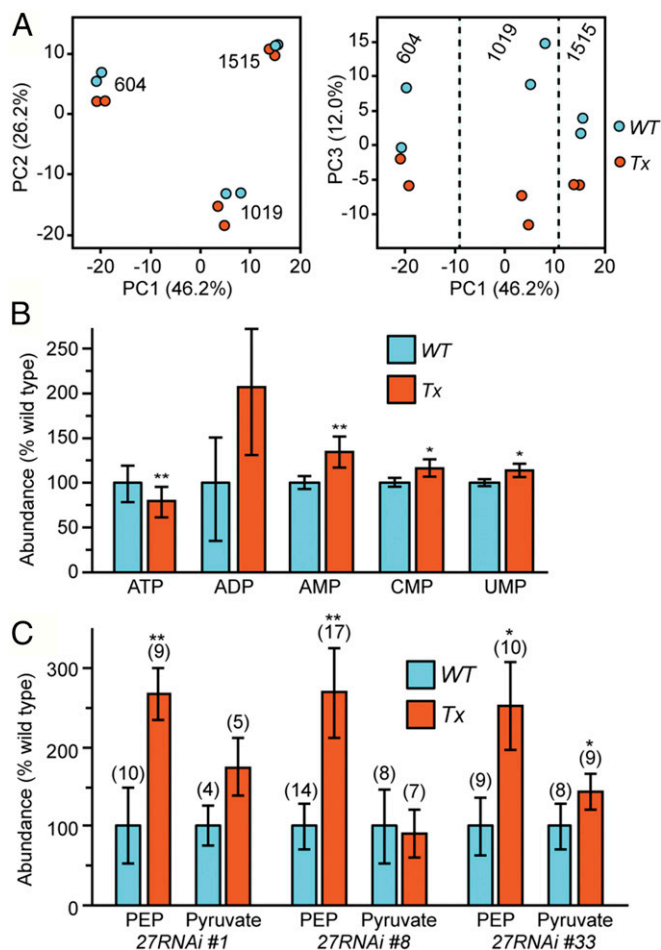 A
PC2 (26.2%)
10
0
-10
-20
604
1515
1019
-20 -10 0 10 20
PC1 (46.2%)
PC3 (12.0%)
15
10
5
0
-5
-10
604
1019
1515
-20 -10 0 10 20
PC1 (46.2%)
WT
Tx
B
Abundance (% wild type)
250
200
150
100
50
0
WT
Tx
** ** * *
ATP ADP AMP CMP UMP
C
Abundance (% wild type)
300
200
100
0
WT
Tx
** ** * *
(10) (9) (4) (5) (14) (17) (8) (7) (9) (10) (8) (9)
PEP Pyruvate PEP Pyruvate PEP Pyruvate
27RNAi #1 27RNAi #8 27RNAi #33